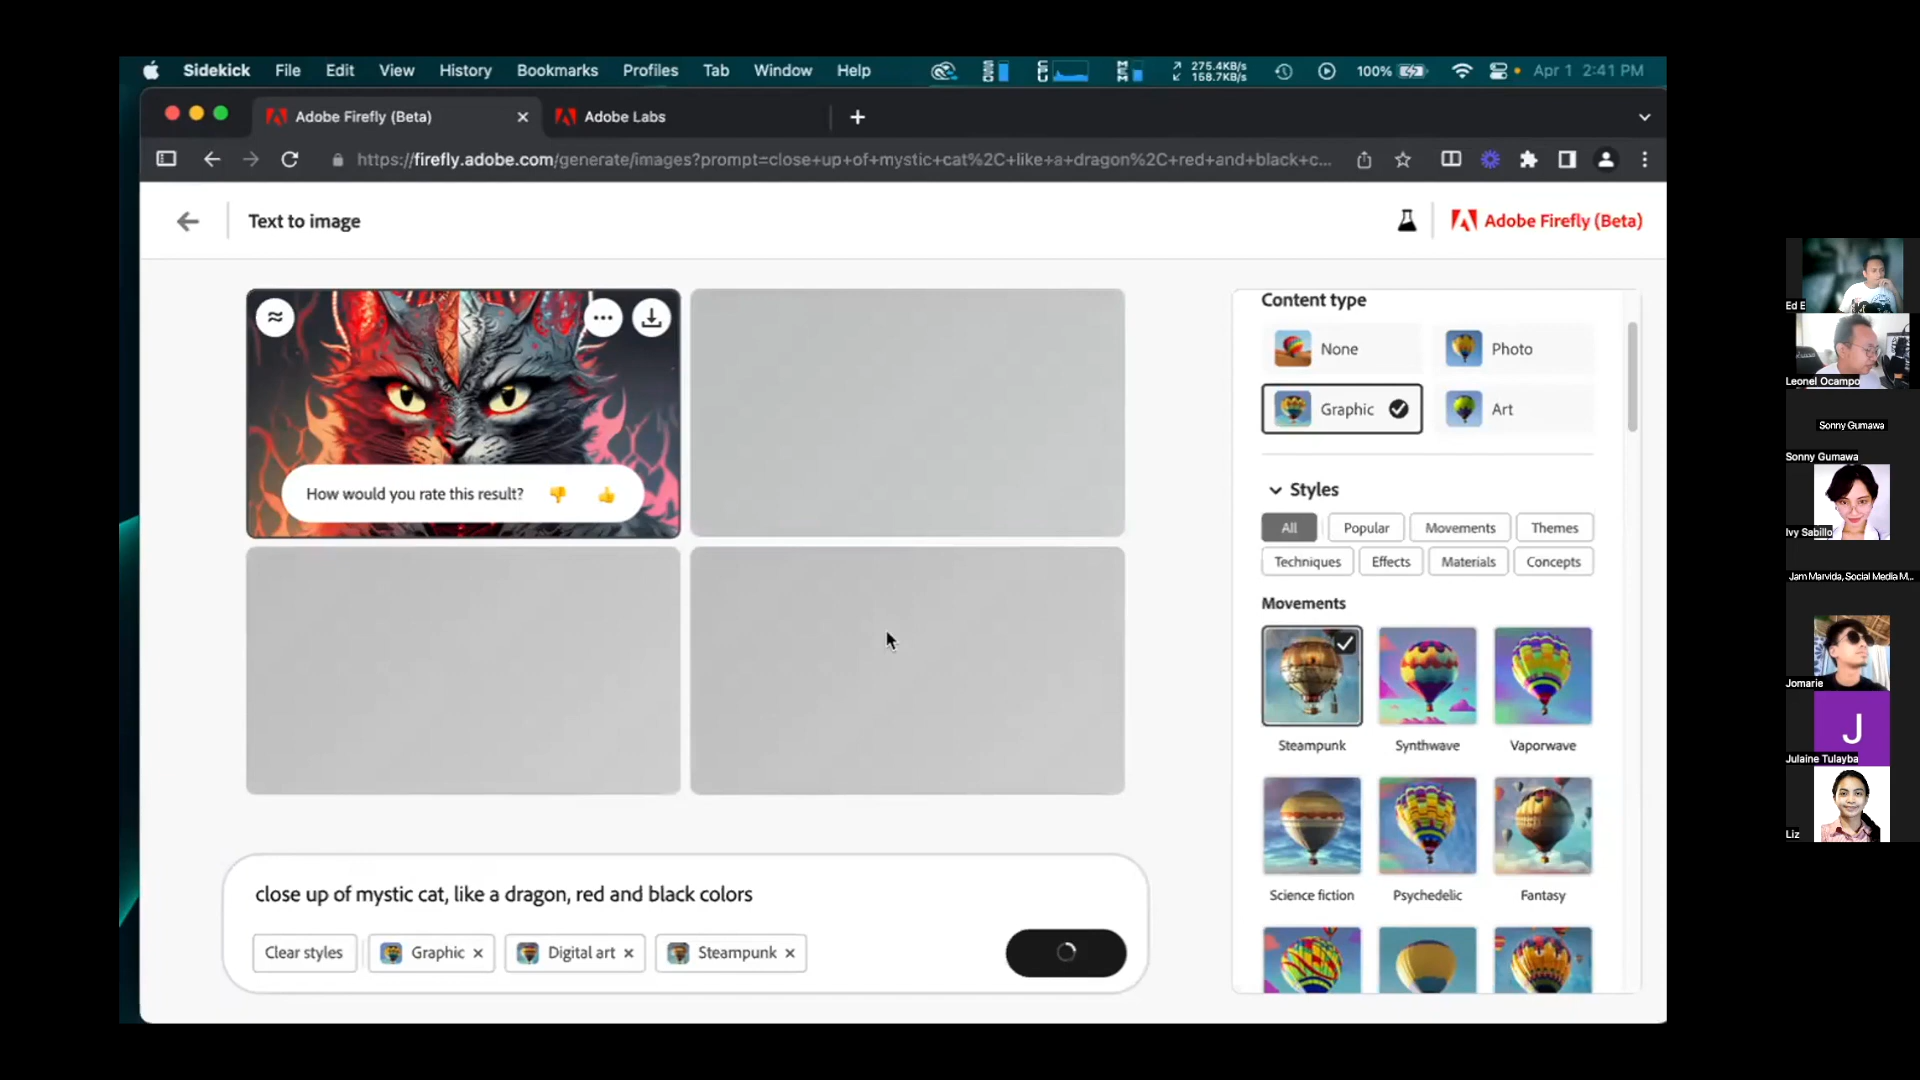 Sidekick File Edit View History Bookmarks Profiles Tab Window Help 275.4KB/s 158.7KB/s 100% Apr 1 2:41 PM
Adobe Firefly (Beta) Adobe Labs
https://firefly.adobe.com/generate/images?prompt=close+up+of+mystic+cat%2C+like+a+dragon%2C+red+and+black+c...
Text to image
Adobe Firefly (Beta)
How would you rate this result?
close up of mystic cat, like a dragon, red and black colors
Clear styles Graphic Digital art Steampunk
Content type
None Photo
Graphic Art
Styles
All Popular Movements Themes
Techniques Effects Materials Concepts
Movements
Steampunk Synthwave Vaporwave
Science fiction Psychedelic Fantasy
Ed E
Leonel Ocampo
Sonny Gumawa
Sonny Gumawa
Ivy Sabillo
Jam Marvida, Social Media M...
Jomarie
J
Julaine Tulayba
Liz